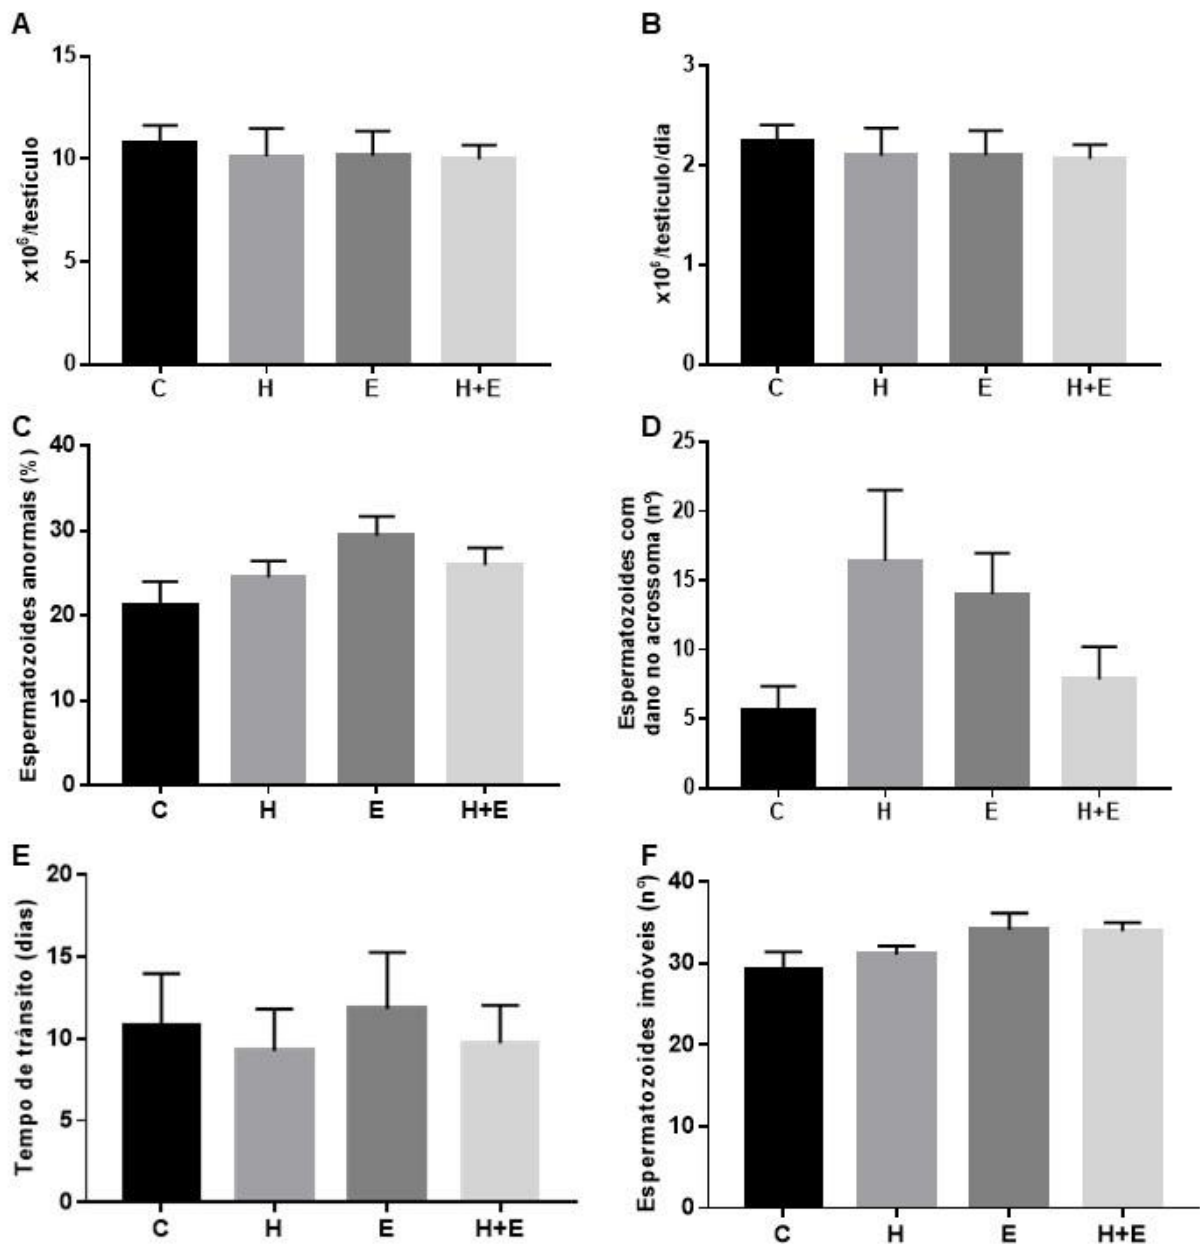 A
x10⁶/testículo
15
10
5
0
C H E H+E
B
x10⁶/testiculo/dia
3
2
1
0
C H E H+E
C
Espermatozoides anormais (%)
40
30
20
10
0
C H E H+E
D
Espermatozoides com
dano no acrossoma (nº)
25
20
15
10
5
0
C H E H+E
E
Tempo de trânsito (dias)
20
15
10
5
0
C H E H+E
F
Espermatozoides imóveis (nº)
40
30
20
10
0
C H E H+E